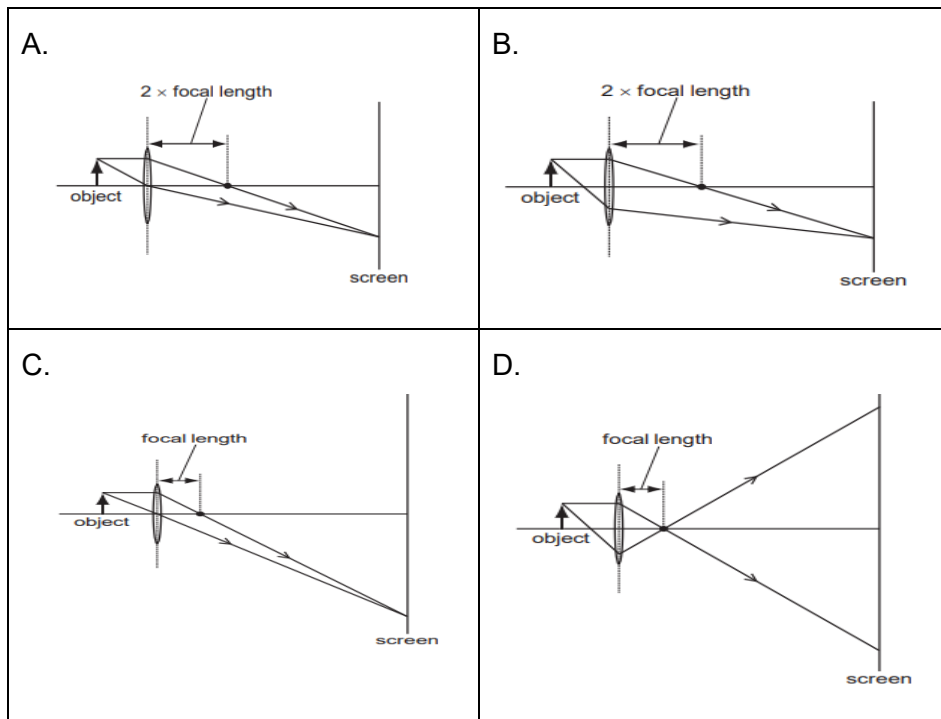 A.
2 × focal length
object
screen
B.
2 × focal length
object
screen
C.
focal length
object
screen
D.
focal length
object
screen